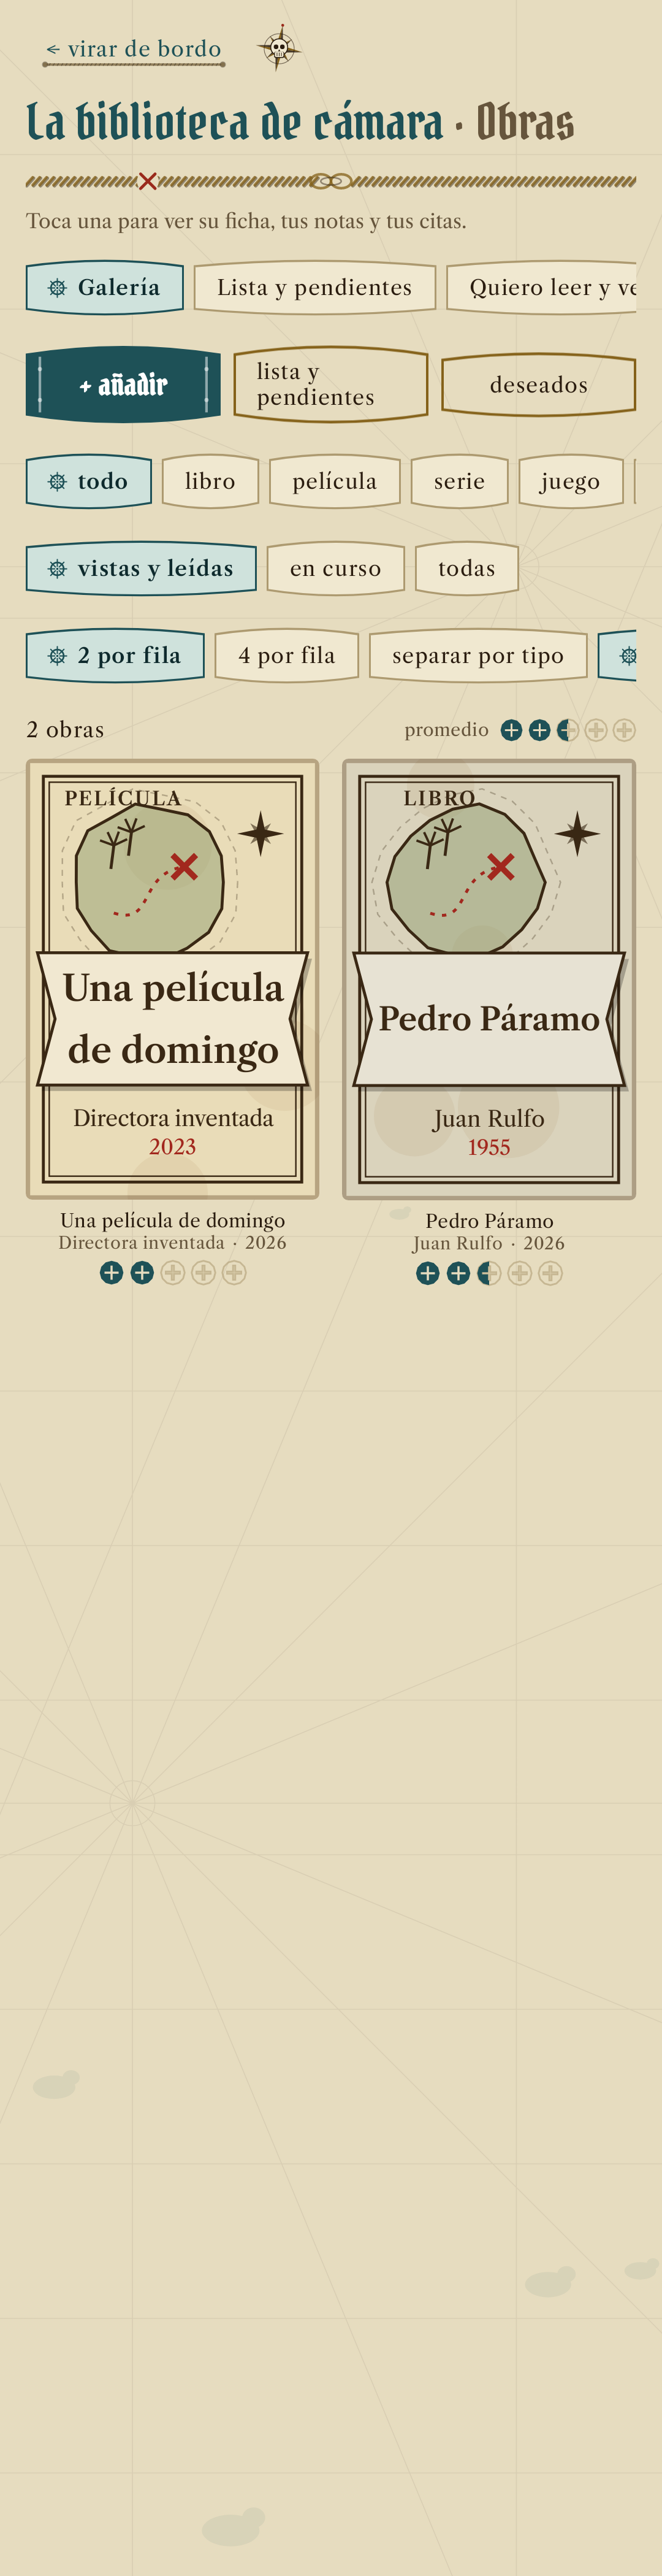 ← virar de bordo
La biblioteca de cámara · Obras
Toca una para ver su ficha, tus notas y tus citas.
Galería Lista y pendientes Quiero leer y ve
+ añadir lista y pendientes deseados
todo libro película serie juego
vistas y leídas en curso todas
2 por fila 4 por fila separar por tipo
2 obras promedio
PELÍCULA
Una película
de domingo
Directora inventada
2023
LIBRO
Pedro Páramo
Juan Rulfo
1955
Una película de domingo
Directora inventada · 2026
Pedro Páramo
Juan Rulfo · 2026